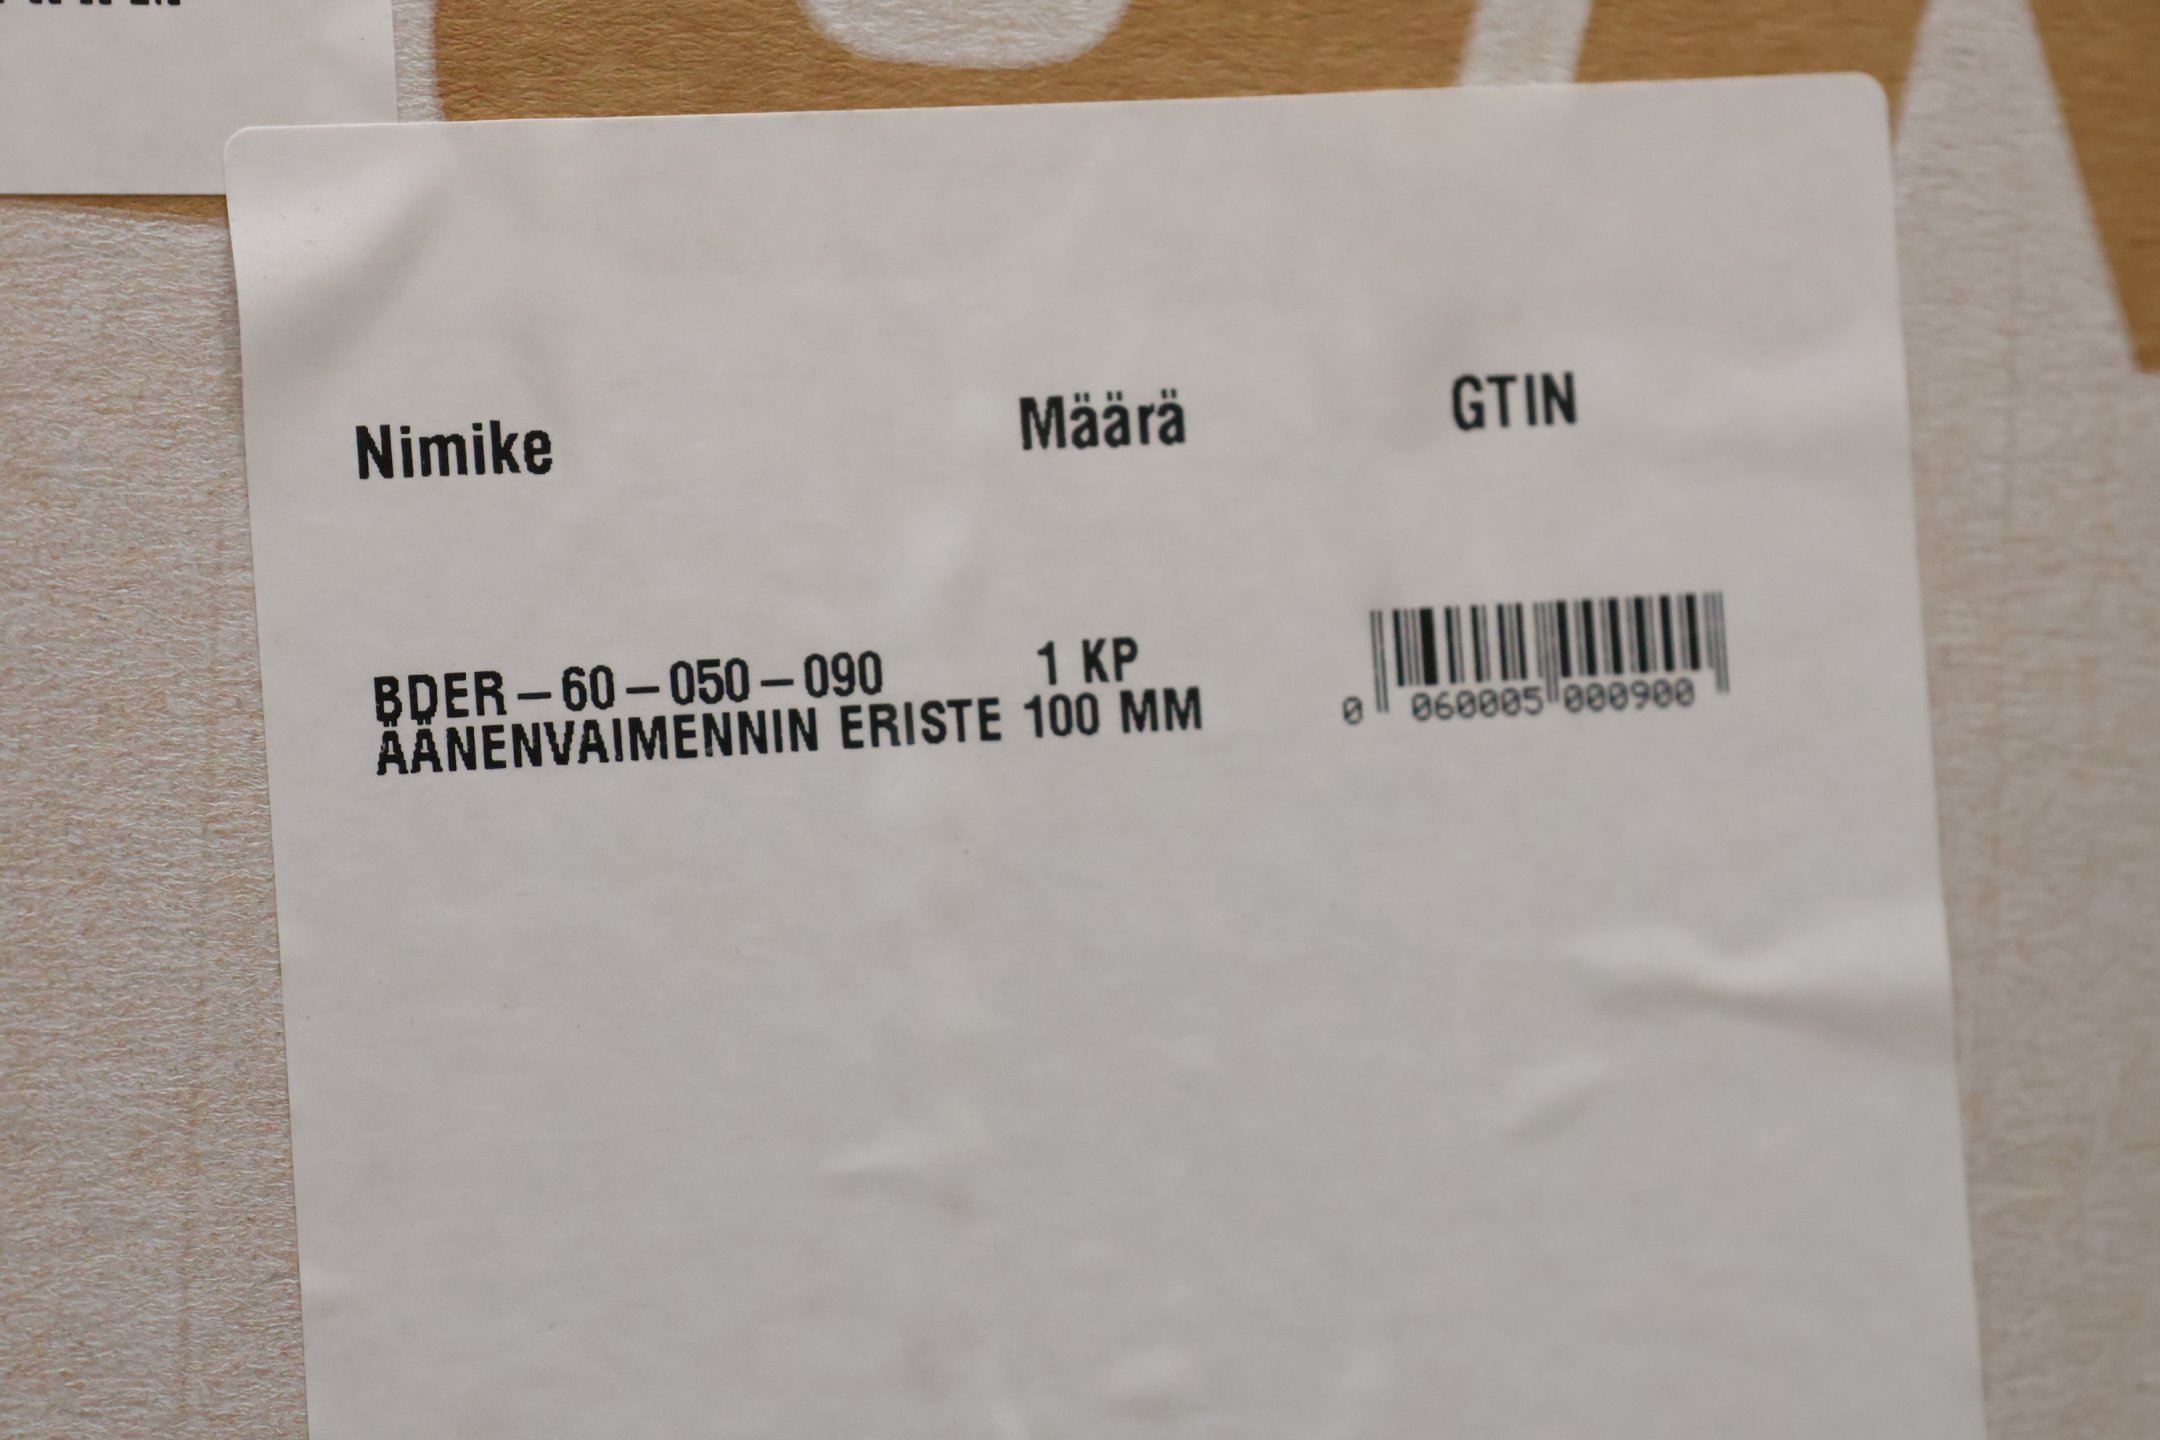 Nimike Määrä GTIN
BDER-60-050-090 1 KP
ÄÄNENVAIMENNIN ERISTE 100 MM
0 060005 000900